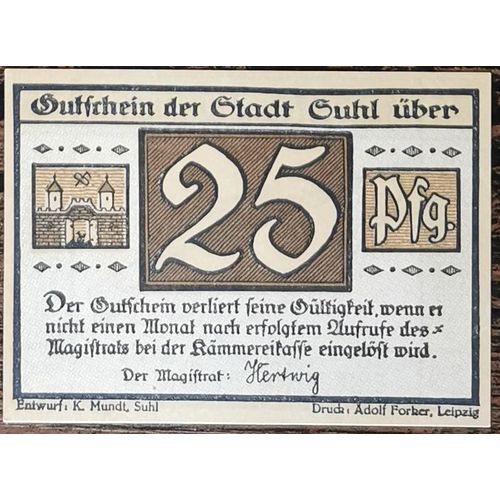 Gutschein der Stadt Suhl über
25
Pfg.
Der Gutschein verliert seine Gültigkeit, wenn er
nicht einen Monat nach erfolgtem Aufrufe des
Magistrats bei der Kämmereikasse eingelöst wird.
Der Magistrat: Hertwig
Entwurf: K. Mundt, Suhl
Druck: Adolf Forker, Leipzig